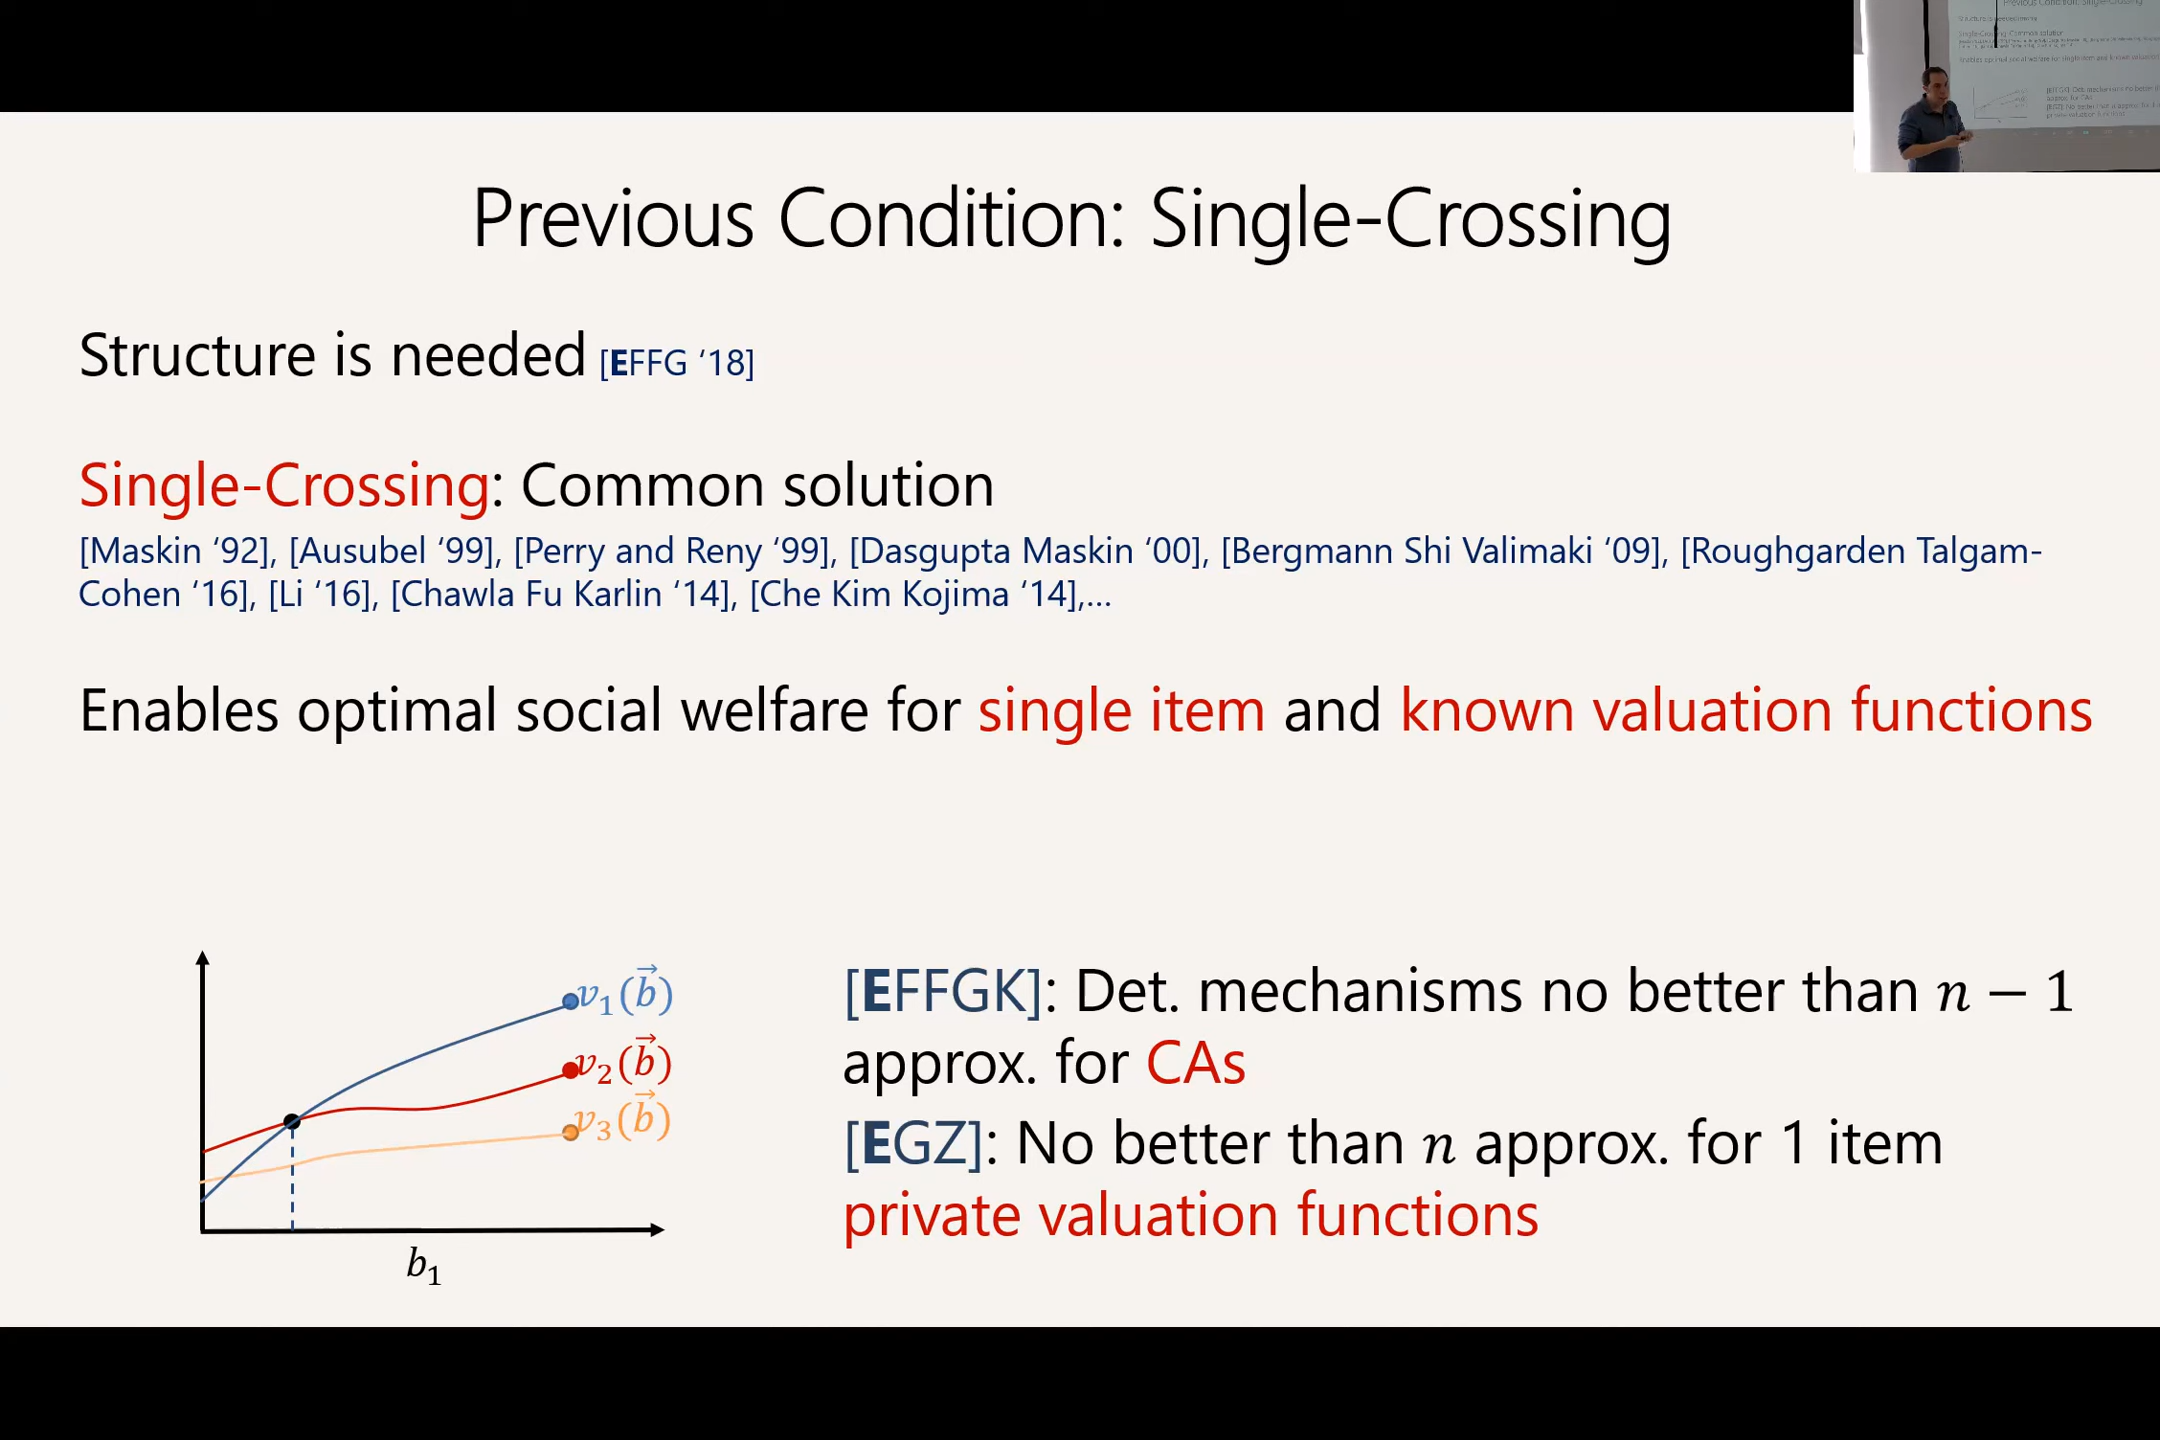 Previous Condition: Single-Crossing
Structure is needed [EFFG ‘18]
Single-Crossing: Common solution
[Maskin ‘92], [Ausubel ‘99], [Perry and Reny ‘99], [Dasgupta Maskin ‘00], [Bergmann Shi Valimaki ‘09], [Roughgarden Talgam-
Cohen ‘16], [Li ‘16], [Chawla Fu Karlin ‘14], [Che Kim Kojima ‘14],...
Enables optimal social welfare for single item and known valuation functions
v₁(b⃗)
v₂(b⃗)
v₃(b⃗)
b₁
[EFFGK]: Det. mechanisms no better than n − 1
approx. for CAs
[EGZ]: No better than n approx. for 1 item
private valuation functions